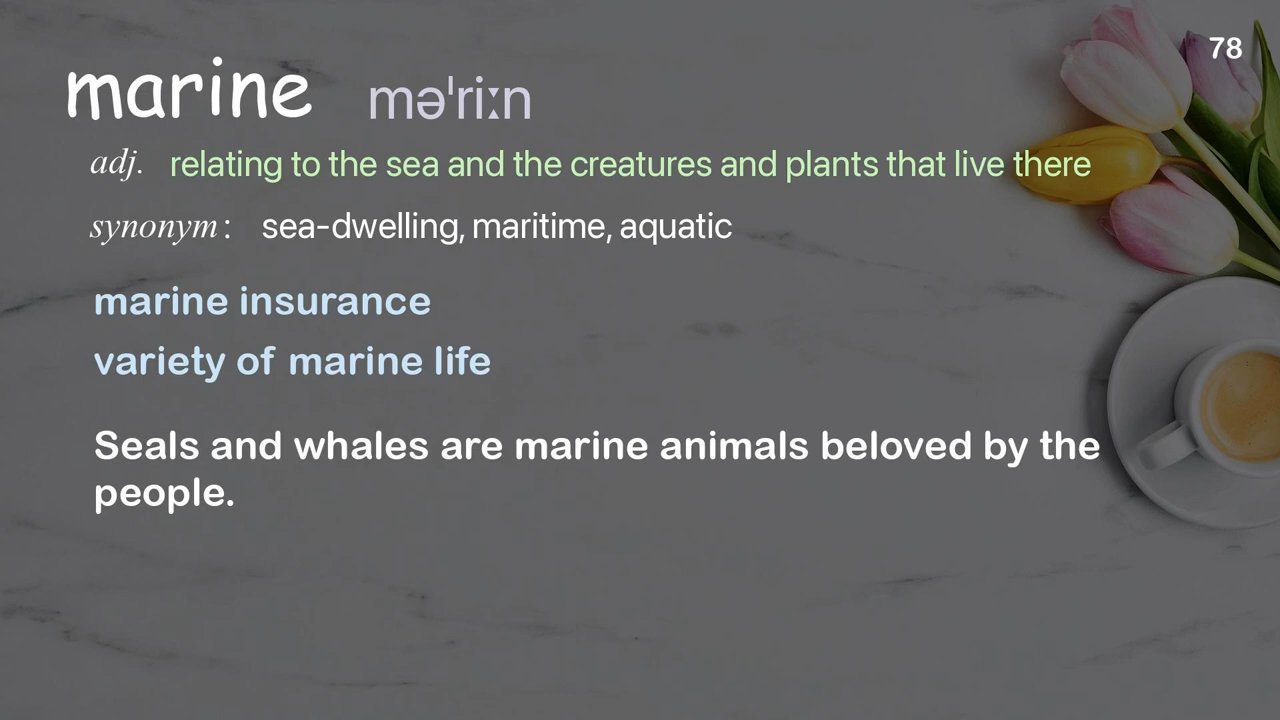 78
marine məˈriːn
adj. relating to the sea and the creatures and plants that live there
synonym: sea-dwelling, maritime, aquatic
marine insurance
variety of marine life
Seals and whales are marine animals beloved by the
people.